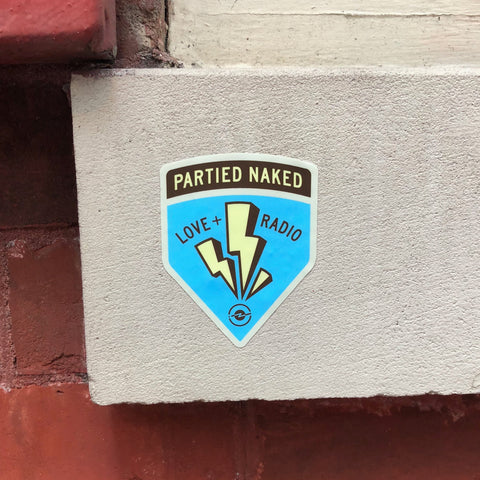 PARTIED NAKED
LOVE + RADIO